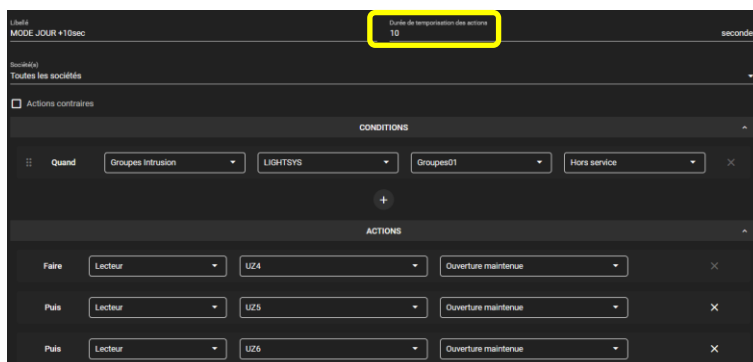 Libellé
MODE JOUR +10sec
Durée de temporisation des actions
10
seconde
Société(s)
Toutes les sociétés
Actions contraires
CONDITIONS
Quand Groupes Intrusion LIGHTSYS Groupes01 Hors service
+
ACTIONS
Faire Lecteur UZ4 Ouverture maintenue
Puis Lecteur UZ5 Ouverture maintenue
Puis Lecteur UZ6 Ouverture maintenue